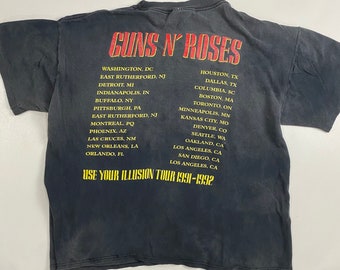 GUNS N' ROSES
WASHINGTON, DC
EAST RUTHERFORD, NJ
DETROIT, MI
INDIANAPOLIS, IN
BUFFALO, NY
PITTSBURGH, PA
EAST RUTHERFORD, NJ
MONTREAL, PQ
PHOENIX, AZ
LAS CRUCES, NM
NEW ORLEANS, LA
ORLANDO, FL
HOUSTON, TX
DALLAS, TX
COLUMBIA, SC
BOSTON, MA
TORONTO, ON
MINNEAPOLIS, MN
KANSAS CITY, MO
DENVER, CO
SEATTLE, WA
OAKLAND, CA
LOS ANGELES, CA
SAN DIEGO, CA
LOS ANGELES, CA
USE YOUR ILLUSION TOUR 1991-1992